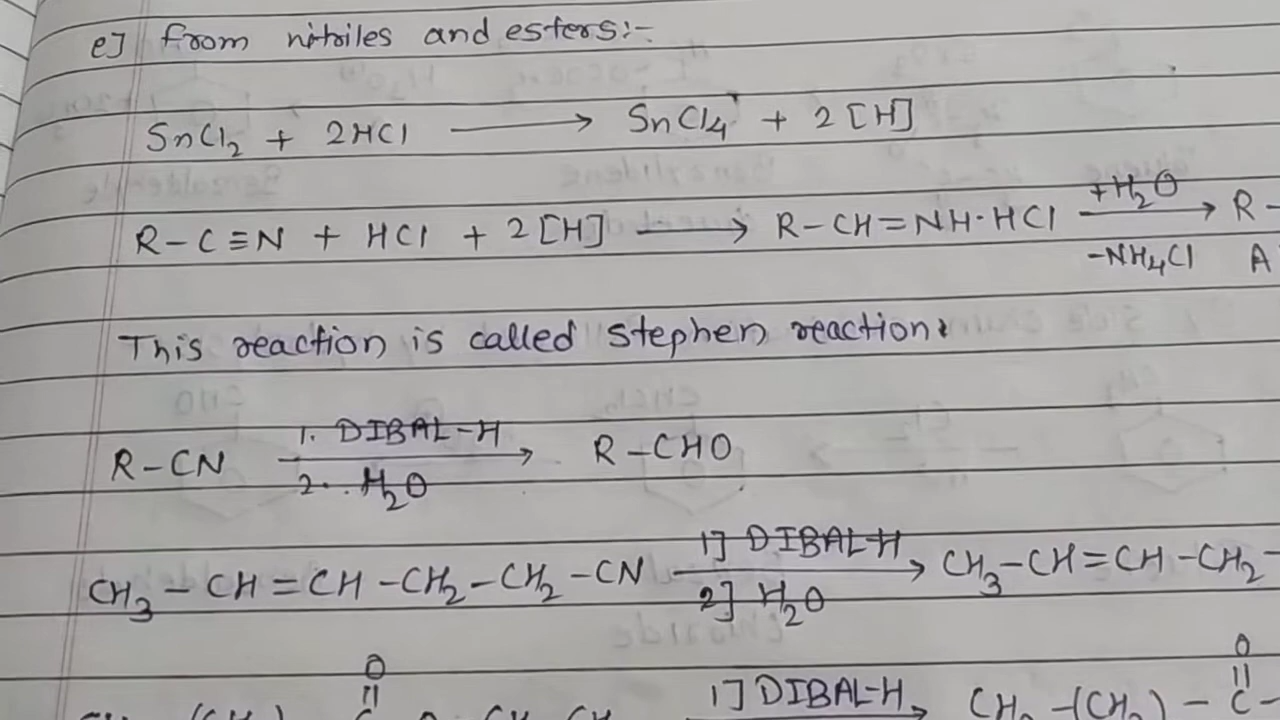 e] from nitriles and esters:-
SnCl₂ + 2HCl ⟶ SnCl₄ + 2[H]
R-C≡N + HCl + 2[H] ⟶ R-CH=NH·HCl +H₂O ⟶ R-
-NH₄Cl A
This reaction is called stephen reaction.
1. DIBAL-H
R-CN ⟶ R-CHO
2. H₂O
1] DIBAL-H
CH₃-CH=CH-CH₂-CH₂-CN ⟶ CH₃-CH=CH-CH₂-
2] H₂O
O O
|| 1] DIBAL-H ||
⟶ -C-